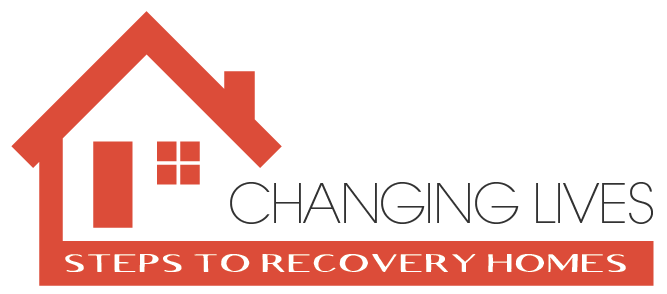 CHANGING LIVES
STEPS TO RECOVERY HOMES